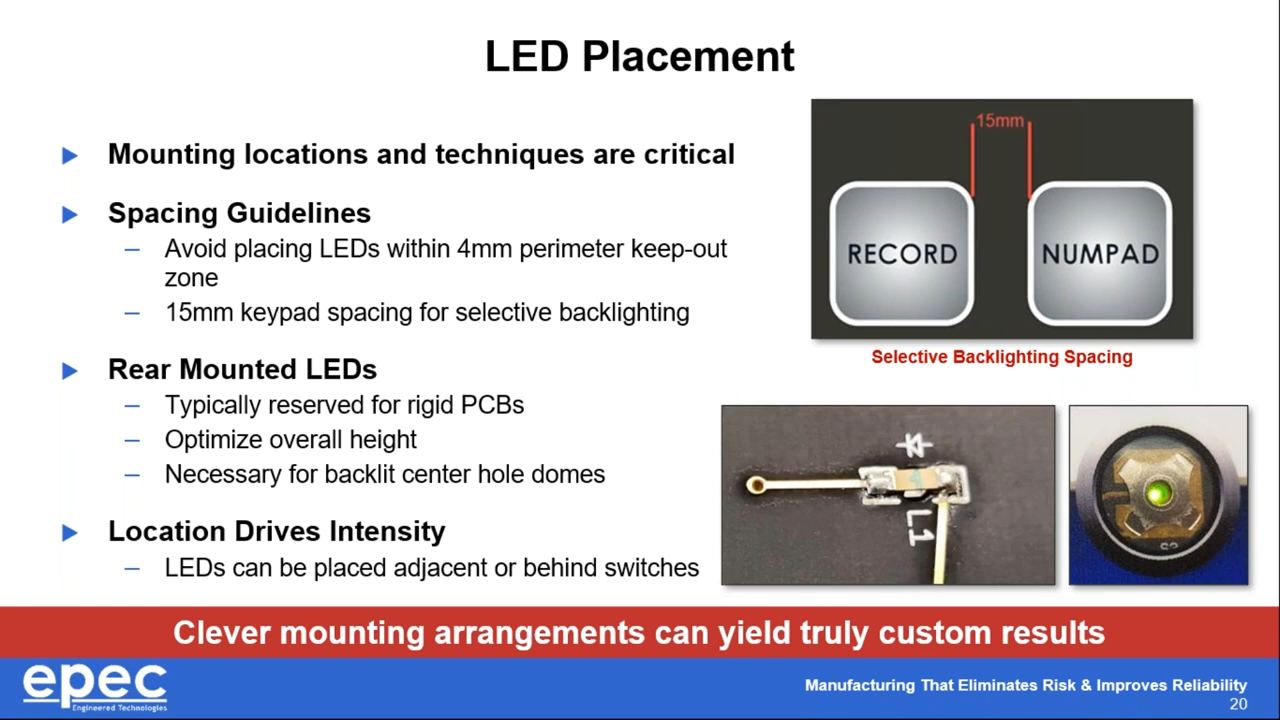 LED Placement
Mounting locations and techniques are critical
Spacing Guidelines
– Avoid placing LEDs within 4mm perimeter keep-out
zone
– 15mm keypad spacing for selective backlighting
Rear Mounted LEDs
– Typically reserved for rigid PCBs
– Optimize overall height
– Necessary for backlit center hole domes
Location Drives Intensity
– LEDs can be placed adjacent or behind switches
15mm
RECORD
NUMPAD
Selective Backlighting Spacing
L1
Clever mounting arrangements can yield truly custom results
epec
Engineered Technologies
Manufacturing That Eliminates Risk & Improves Reliability
20